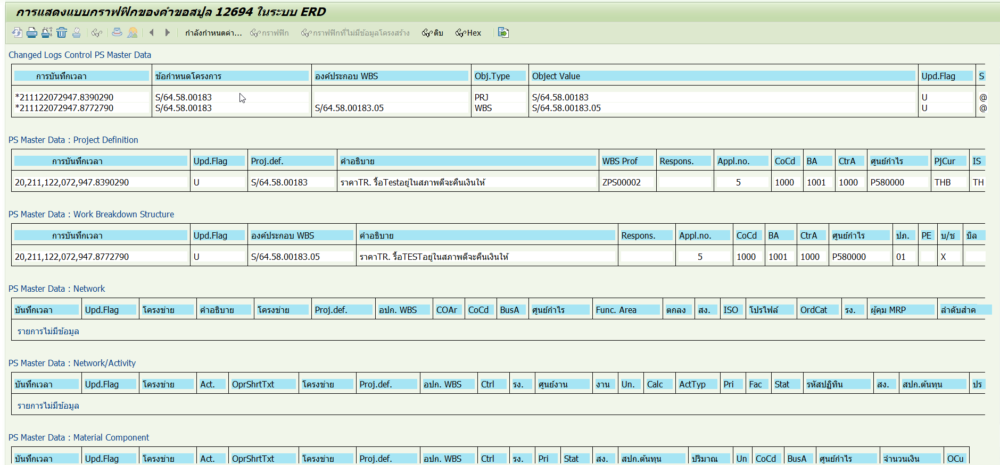 การแสดงแบบกราฟฟิกของคำขอสปูล 12694 ในระบบ ERD
กำลังกำหนดค่า... กราฟฟิก กราฟฟิกที่ไม่มีข้อมูลโครงสร้าง ดิบ Hex
Changed Logs Control PS Master Data
การบันทึกเวลา ข้อกำหนดโครงการ องค์ประกอบ WBS Obj.Type Object Value Upd.Flag S
*211122072947.8390290 S/64.58.00183 PRJ S/64.58.00183 U @
*211122072947.8772790 S/64.58.00183 S/64.58.00183.05 WBS S/64.58.00183.05 U @
PS Master Data : Project Definition
การบันทึกเวลา Upd.Flag Proj.def. คำอธิบาย WBS Prof Respons. Appl.no. CoCd BA CtrA ศูนย์กำไร PjCur IS
20,211,122,072,947.8390290 U S/64.58.00183 ราคาTR. รื้อTestอยู่ในสภาพดีจะคืนเงินให้ ZPS00002 5 1000 1001 1000 P580000 THB TH
PS Master Data : Work Breakdown Structure
การบันทึกเวลา Upd.Flag องค์ประกอบ WBS คำอธิบาย Respons. Appl.no. CoCd BA CtrA ศูนย์กำไร ปภ. PE บ/ช บิล
20,211,122,072,947.8772790 U S/64.58.00183.05 ราคาTR. รื้อTESTอยู่ในสภาพดีจะคืนเงินให้ 5 1000 1001 1000 P580000 01 X
PS Master Data : Network
บันทึกเวลา Upd.Flag โครงข่าย คำอธิบาย โครงข่าย Proj.def. อปก. WBS COAr CoCd BusA ศูนย์กำไร Func. Area ตกลง สง. ISO โปรไฟล์ OrdCat รง. ผู้คุม MRP ลำดับสำค
รายการไม่มีข้อมูล
PS Master Data : Network/Activity
บันทึกเวลา Upd.Flag โครงข่าย Act. OprShrtTxt โครงข่าย Proj.def. อปก. WBS Ctrl รง. ศูนย์งาน งาน Un. Calc ActTyp Pri Fac Stat รหัสปฏิทิน สง. สปก.ต้นทุน ปร
รายการไม่มีข้อมูล
PS Master Data : Material Component
บันทึกเวลา Upd.Flag โครงข่าย Act. OprShrtTxt โครงข่าย Proj.def. อปก. WBS Ctrl รง. Pri Stat สง. สปก.ต้นทุน ปริมาณ Un CoCd BusA ศูนย์กำไร จำนวนเงิน OCu